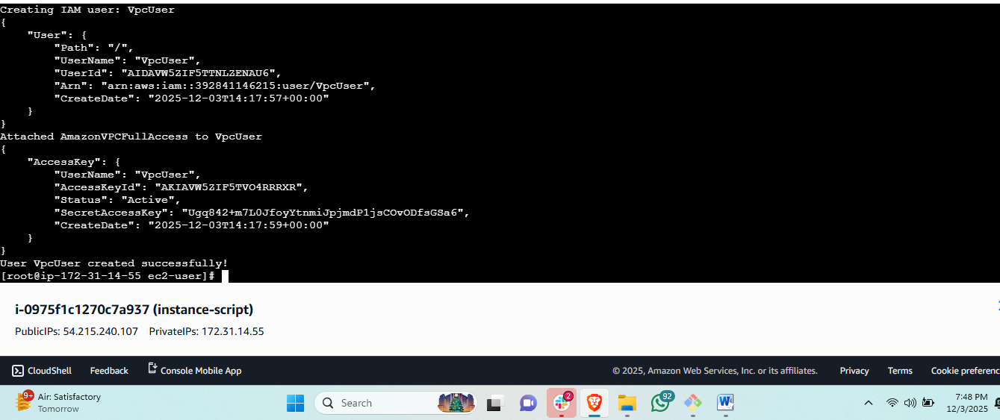 Creating IAM user: VpcUser
{
    "User": {
        "Path": "/",
        "UserName": "VpcUser",
        "UserId": "AIDAVW5ZIF5TTNLZENAU6",
        "Arn": "arn:aws:iam::392841146215:user/VpcUser",
        "CreateDate": "2025-12-03T14:17:57+00:00"
    }
}
Attached AmazonVPCFullAccess to VpcUser
{
    "AccessKey": {
        "UserName": "VpcUser",
        "AccessKeyId": "AKIAVW5ZIF5TVO4RRRXR",
        "Status": "Active",
        "SecretAccessKey": "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",
        "CreateDate": "2025-12-03T14:17:59+00:00"
    }
}
User VpcUser created successfully!
[root@ip-172-31-14-55 ec2-user]#
i-0975f1c1270c7a937 (instance-script)
PublicIPs: 54.215.240.107 PrivateIPs: 172.31.14.55
CloudShell Feedback Console Mobile App © 2025, Amazon Web Services, Inc. or its affiliates. Privacy Terms Cookie preferenc
9+ Air: Satisfactory
Tomorrow
Search
2
92
7:48 PM
12/3/2025